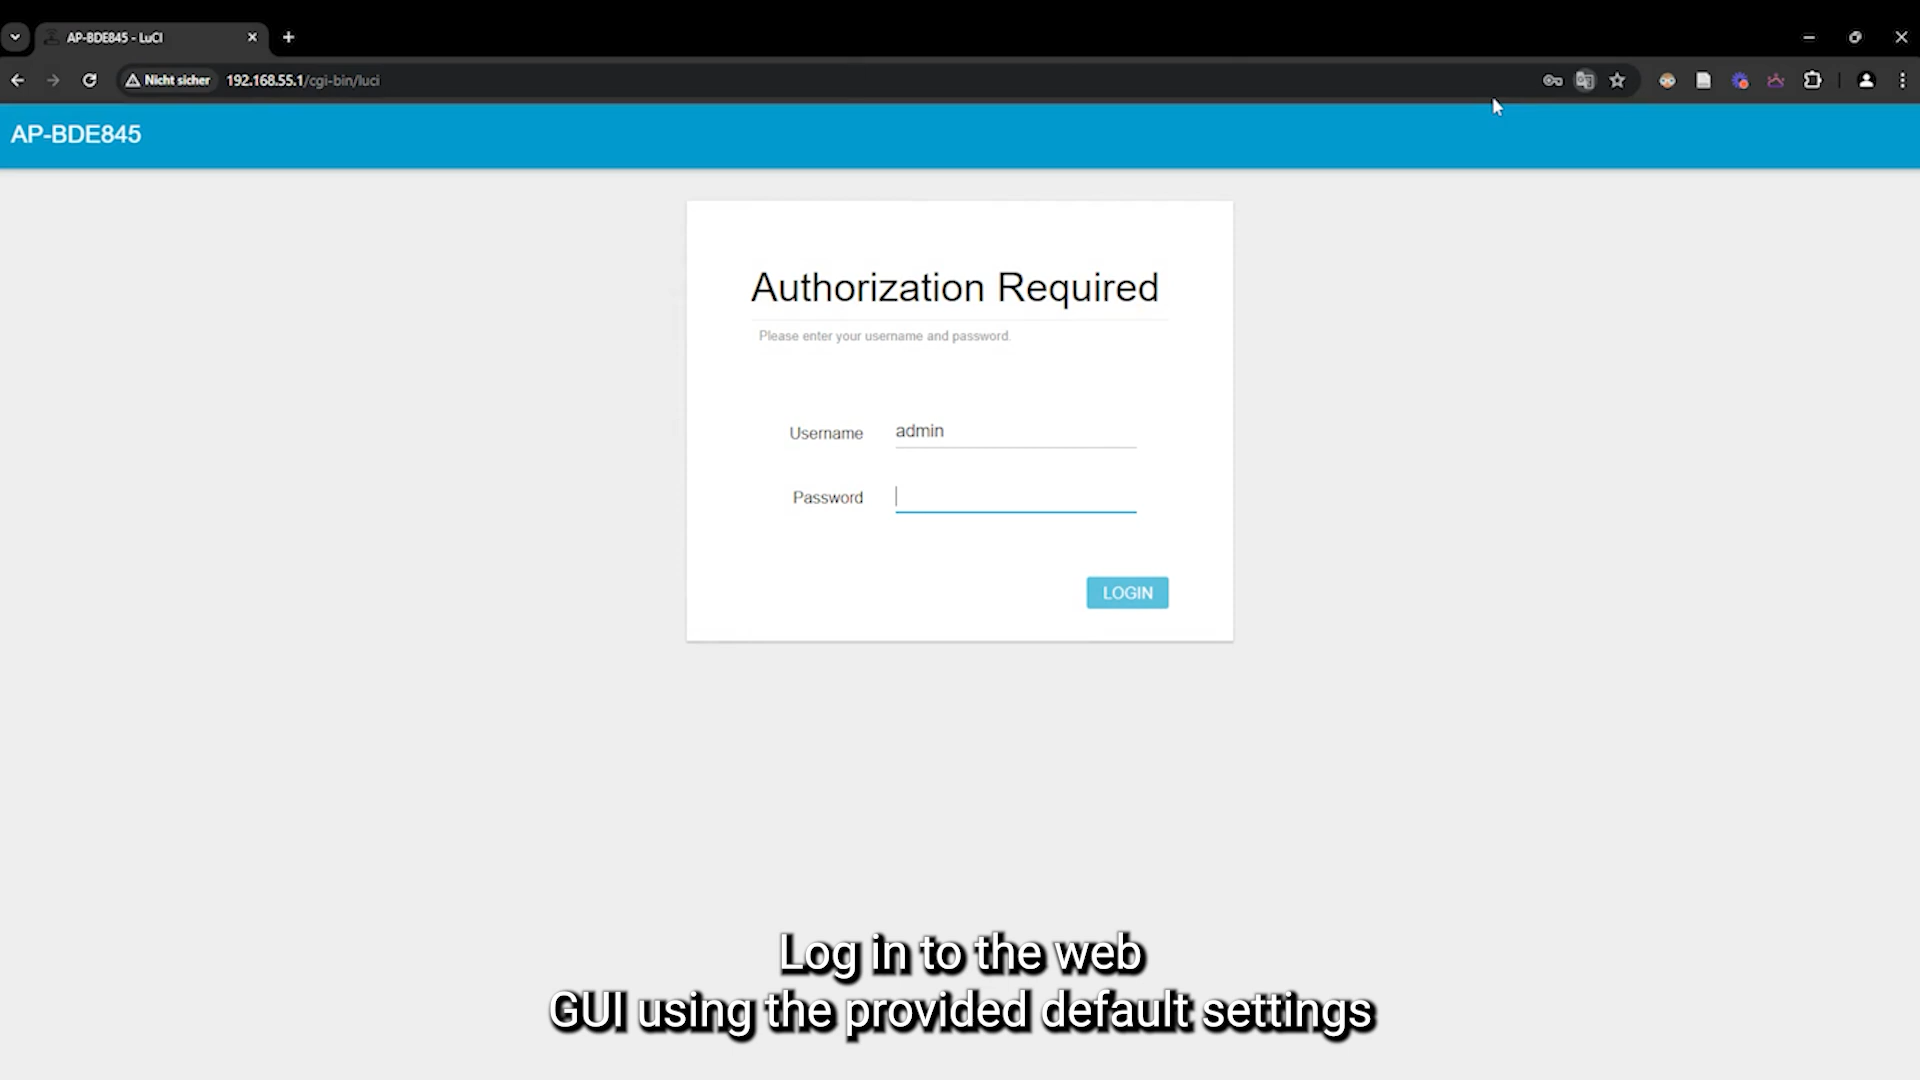 AP-BDE845 - LuCI
Nicht sicher
192.168.55.1/cgi-bin/luci
AP-BDE845
Authorization Required
Please enter your username and password.
Username
admin
Password
LOGIN
Log in to the web
GUI using the provided default settings